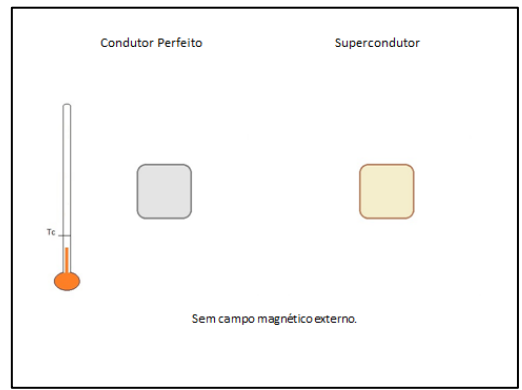 Condutor Perfeito
Supercondutor
Tc
Sem campo magnético externo.